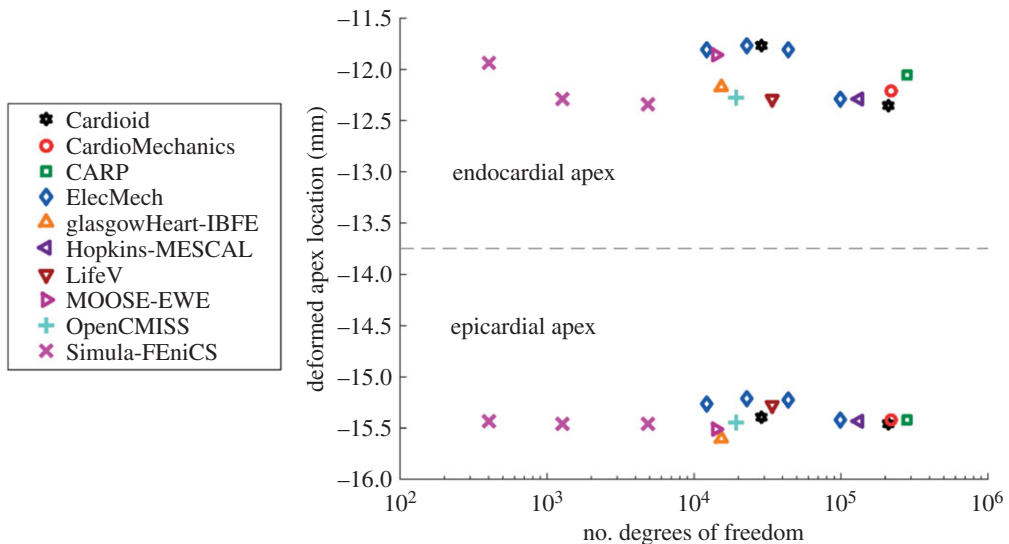 Cardioid
CardioMechanics
CARP
ElecMech
glasgowHeart-IBFE
Hopkins-MESCAL
LifeV
MOOSE-EWE
OpenCMISS
Simula-FEniCS
deformed apex location (mm)
−11.5
−12.0
−12.5
−13.0
−13.5
−14.0
−14.5
−15.0
−15.5
−16.0
endocardial apex
epicardial apex
10² 10³ 10⁴ 10⁵ 10⁶
no. degrees of freedom